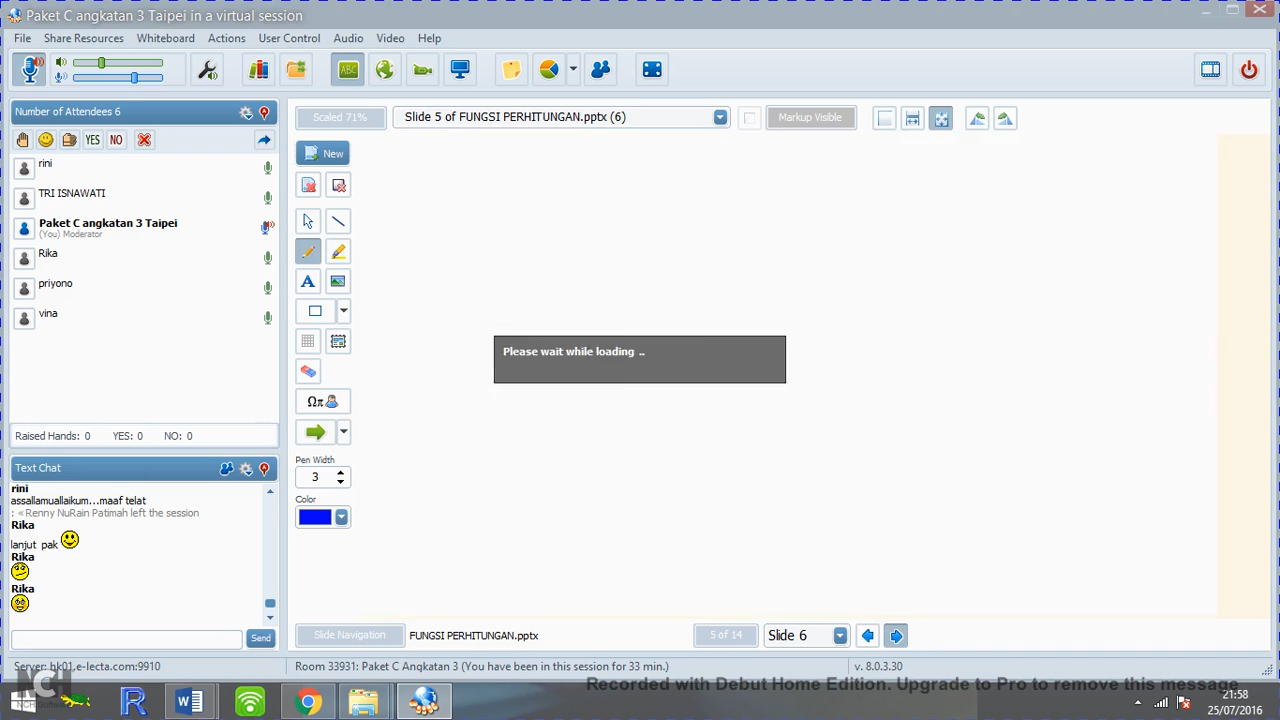 Paket C angkatan 3 Taipei in a virtual session
File Share Resources Whiteboard Actions User Control Audio Video Help
ABC
Number of Attendees 6
YES NO
rini
TRI ISNAWATI
Paket C angkatan 3 Taipei
(You) Moderator
Rika
priyono
vina
Raised Hands: 0 YES: 0 NO: 0
Text Chat
rini
assallamuallaikum...maaf telat
: «Renny NuRain Patimah left the session
Rika
lanjut pak
Rika
Rika
Send
Scaled 71%
Slide 5 of FUNGSI PERHITUNGAN.pptx (6)
Markup Visible
New
A
Ωπ
Pen Width
3
Color
Please wait while loading ..
Slide Navigation
FUNGSI PERHITUNGAN.pptx
5 of 14
Slide 6
Server: bk01.e-lecta.com:9910
Room 33931: Paket C Angkatan 3 (You have been in this session for 33 min.)
v. 8.0.3.30
Recorded with Debut Home Edition. Upgrade to Pro to remove this message
NCH Software
21:58
25/07/2016